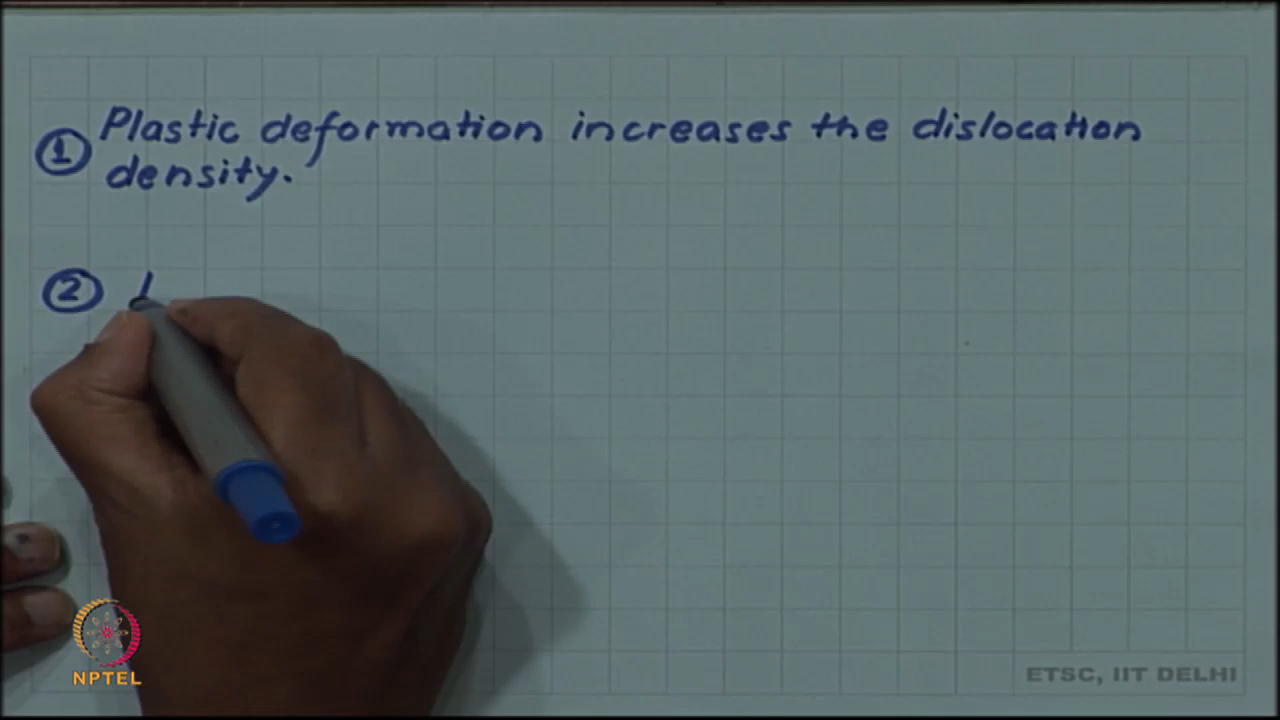 ① Plastic deformation increases the dislocation
density.
②
NPTEL
ETSC, IIT DELHI